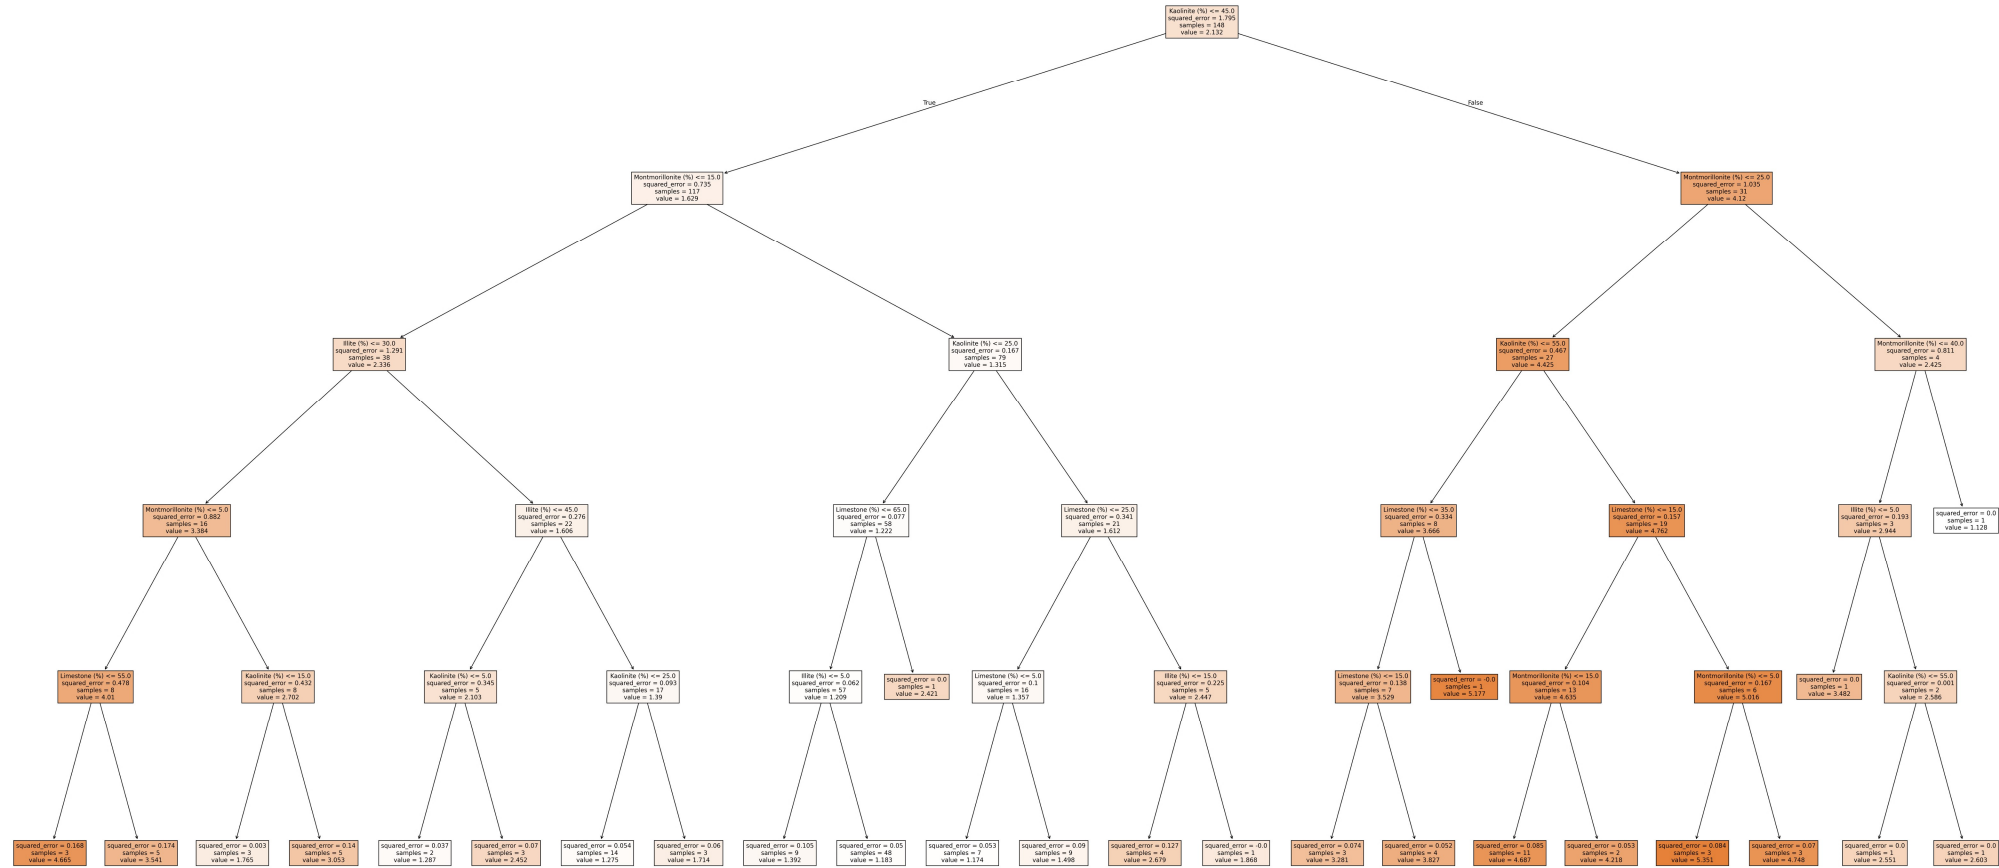 Kaolinite (%) <= 45.0
squared_error = 1.795
samples = 148
value = 2.132
True
False
Montmorillonite (%) <= 15.0
squared_error = 0.735
samples = 117
value = 1.629
Montmorillonite (%) <= 25.0
squared_error = 1.035
samples = 31
value = 4.12
Illite (%) <= 30.0
squared_error = 1.291
samples = 38
value = 2.336
Kaolinite (%) <= 25.0
squared_error = 0.167
samples = 79
value = 1.315
Kaolinite (%) <= 55.0
squared_error = 0.467
samples = 27
value = 4.425
Montmorillonite (%) <= 40.0
squared_error = 0.811
samples = 4
value = 2.425
Montmorillonite (%) <= 5.0
squared_error = 0.882
samples = 16
value = 3.384
Illite (%) <= 45.0
squared_error = 0.276
samples = 22
value = 1.606
Limestone (%) <= 65.0
squared_error = 0.077
samples = 58
value = 1.222
Limestone (%) <= 25.0
squared_error = 0.341
samples = 21
value = 1.612
Limestone (%) <= 35.0
squared_error = 0.334
samples = 8
value = 3.666
Limestone (%) <= 15.0
squared_error = 0.157
samples = 19
value = 4.762
Illite (%) <= 5.0
squared_error = 0.193
samples = 3
value = 2.944
squared_error = 0.0
samples = 1
value = 1.128
Limestone (%) <= 55.0
squared_error = 0.478
samples = 8
value = 4.01
Kaolinite (%) <= 15.0
squared_error = 0.432
samples = 8
value = 2.702
Kaolinite (%) <= 5.0
squared_error = 0.345
samples = 5
value = 2.103
Kaolinite (%) <= 25.0
squared_error = 0.093
samples = 17
value = 1.39
Illite (%) <= 5.0
squared_error = 0.062
samples = 57
value = 1.209
squared_error = 0.0
samples = 1
value = 2.421
Limestone (%) <= 5.0
squared_error = 0.1
samples = 16
value = 1.357
Illite (%) <= 15.0
squared_error = 0.225
samples = 5
value = 2.447
Limestone (%) <= 15.0
squared_error = 0.138
samples = 7
value = 3.529
squared_error = -0.0
samples = 1
value = 5.177
Montmorillonite (%) <= 15.0
squared_error = 0.104
samples = 13
value = 4.635
Montmorillonite (%) <= 5.0
squared_error = 0.167
samples = 6
value = 5.016
squared_error = 0.0
samples = 1
value = 3.482
Kaolinite (%) <= 55.0
squared_error = 0.001
samples = 2
value = 2.586
squared_error = 0.168
samples = 3
value = 4.665
squared_error = 0.174
samples = 5
value = 3.541
squared_error = 0.003
samples = 3
value = 1.765
squared_error = 0.14
samples = 5
value = 3.053
squared_error = 0.037
samples = 2
value = 1.287
squared_error = 0.07
samples = 3
value = 2.452
squared_error = 0.054
samples = 14
value = 1.275
squared_error = 0.06
samples = 3
value = 1.714
squared_error = 0.105
samples = 9
value = 1.392
squared_error = 0.05
samples = 48
value = 1.183
squared_error = 0.053
samples = 7
value = 1.174
squared_error = 0.09
samples = 9
value = 1.498
squared_error = 0.127
samples = 4
value = 2.679
squared_error = -0.0
samples = 1
value = 1.868
squared_error = 0.074
samples = 3
value = 3.281
squared_error = 0.052
samples = 4
value = 3.827
squared_error = 0.085
samples = 11
value = 4.687
squared_error = 0.053
samples = 2
value = 4.218
squared_error = 0.084
samples = 3
value = 5.351
squared_error = 0.07
samples = 3
value = 4.748
squared_error = 0.0
samples = 1
value = 2.551
squared_error = 0.0
samples = 1
value = 2.603